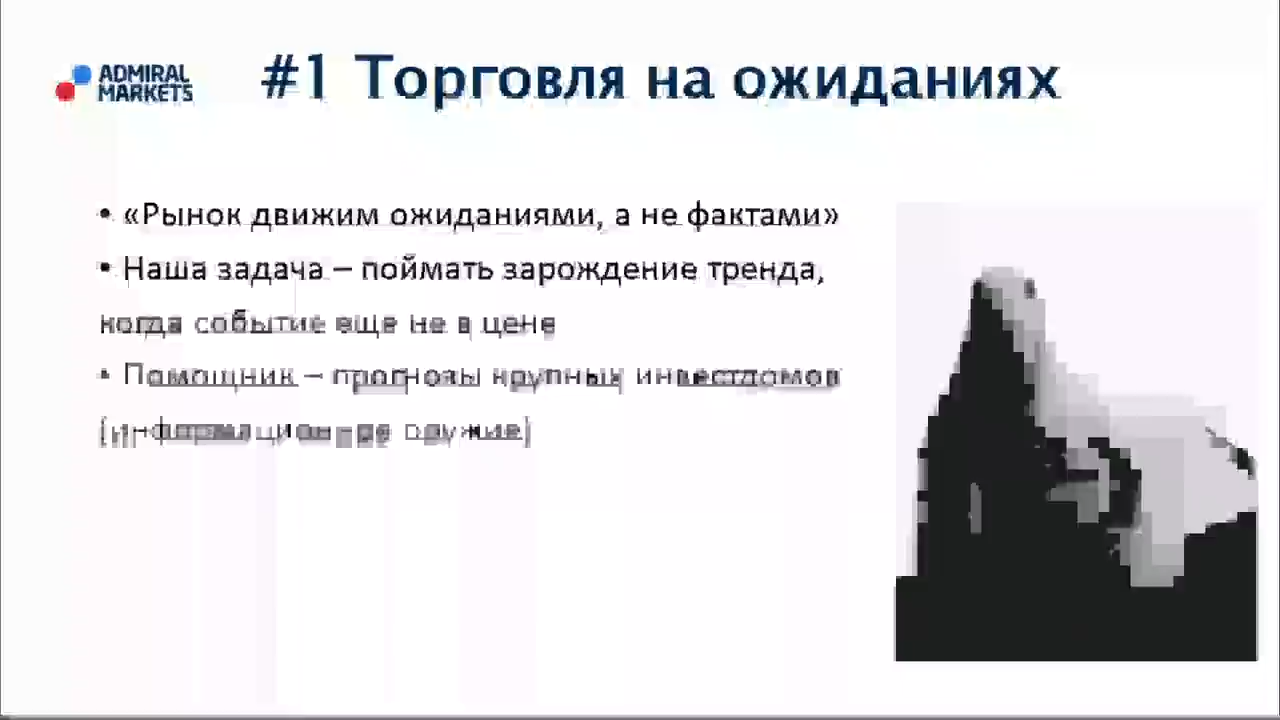 ADMIRAL
MARKETS
#1 Торговля на ожиданиях
• «Рынок движим ожиданиями, а не фактами»
• Наша задача – поймать зарождение тренда,
когда событие еще не в цене
• Помощник – прогнозы крупных инвестдомов
(информационное оружие)